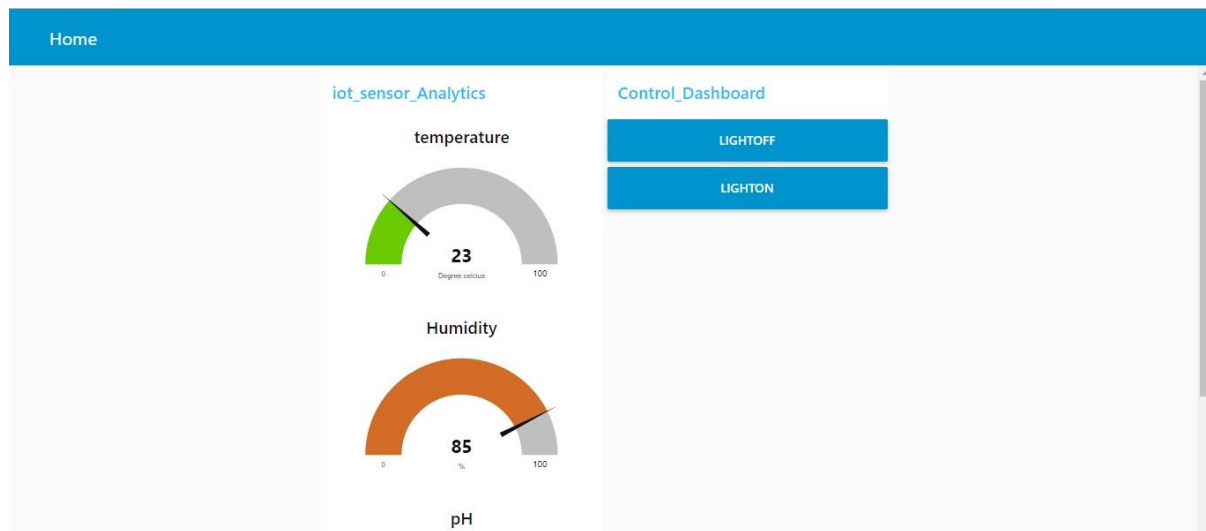 Home
iot_sensor_Analytics
temperature
23
Degree celcius
0
100
Humidity
85
%
0
100
pH
Control_Dashboard
LIGHTOFF
LIGHTON